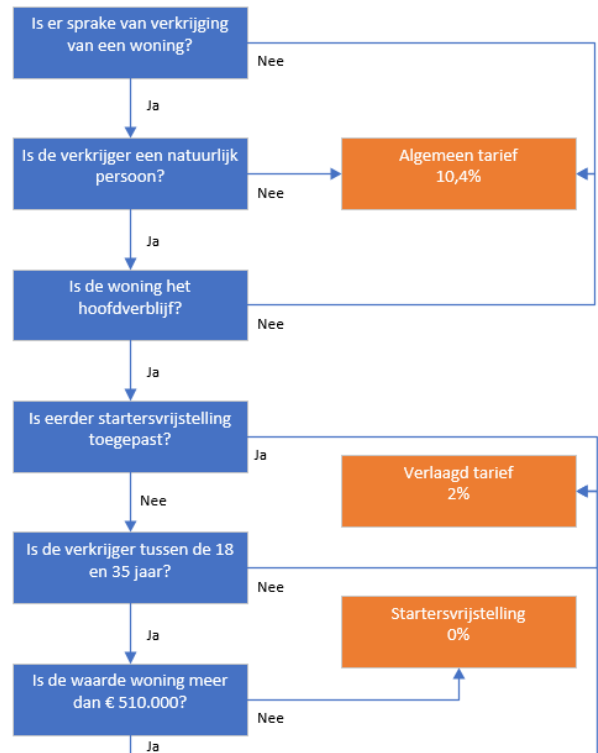 Is er sprake van verkrijging
van een woning?
Nee
Ja
Is de verkrijger een natuurlijk
persoon?
Nee
Algemeen tarief
10,4%
Ja
Is de woning het
hoofdverblijf?
Nee
Ja
Is eerder startersvrijstelling
toegepast?
Ja
Verlaagd tarief
2%
Nee
Is de verkrijger tussen de 18
en 35 jaar?
Nee
Startersvrijstelling
0%
Ja
Is de waarde woning meer
dan € 510.000?
Nee
Ja